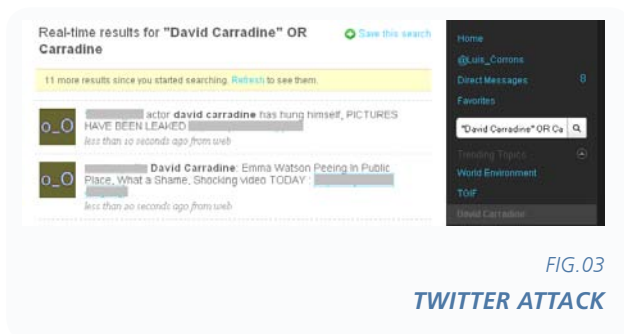 Real-time results for "David Carradine" OR
Carradine
Save this search
11 more results since you started searching. Refresh to see them.
o_O
actor david carradine has hung himself, PICTURES
HAVE BEEN LEAKED
less than 10 seconds ago from web
o_O
David Carradine: Emma Watson Peeing In Public
Place, What a Shame, Shocking video TODAY :
less than 20 seconds ago from web
Home
@Luis_Corrons
Direct Messages 8
Favorites
"David Carradine" OR Ca
Trending Topics
World Environment
TGIF
David Carradine
FIG.03
TWITTER ATTACK